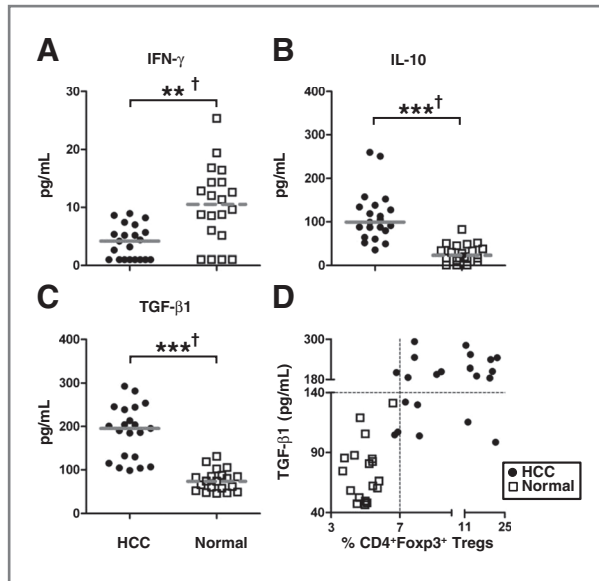 A
IFN-γ
**†
30
20
10
0
pg/mL
B
IL-10
***†
400
300
200
100
0
pg/mL
C
TGF-β1
***†
400
300
200
100
0
pg/mL
HCC
Normal
D
300
180
140
90
40
TGF-β1 (pg/mL)
3
7
11
25
% CD4+Foxp3+ Tregs
HCC
Normal